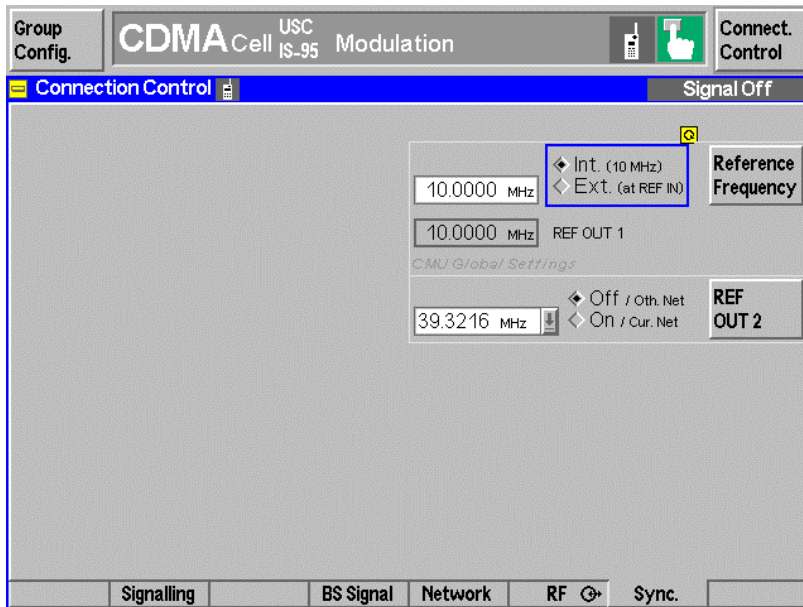 Group Config.
CDMA Cell USC IS-95 Modulation
Connect. Control
Connection Control
Signal Off
Int. (10 MHz)
Ext. (at REF IN)
10.0000 MHz
Reference Frequency
10.0000 MHz REF OUT 1
CMU Global Settings
Off / Oth. Net
On / Cur. Net
39.3216 MHz
REF OUT 2
Signalling
BS Signal
Network
RF
Sync.